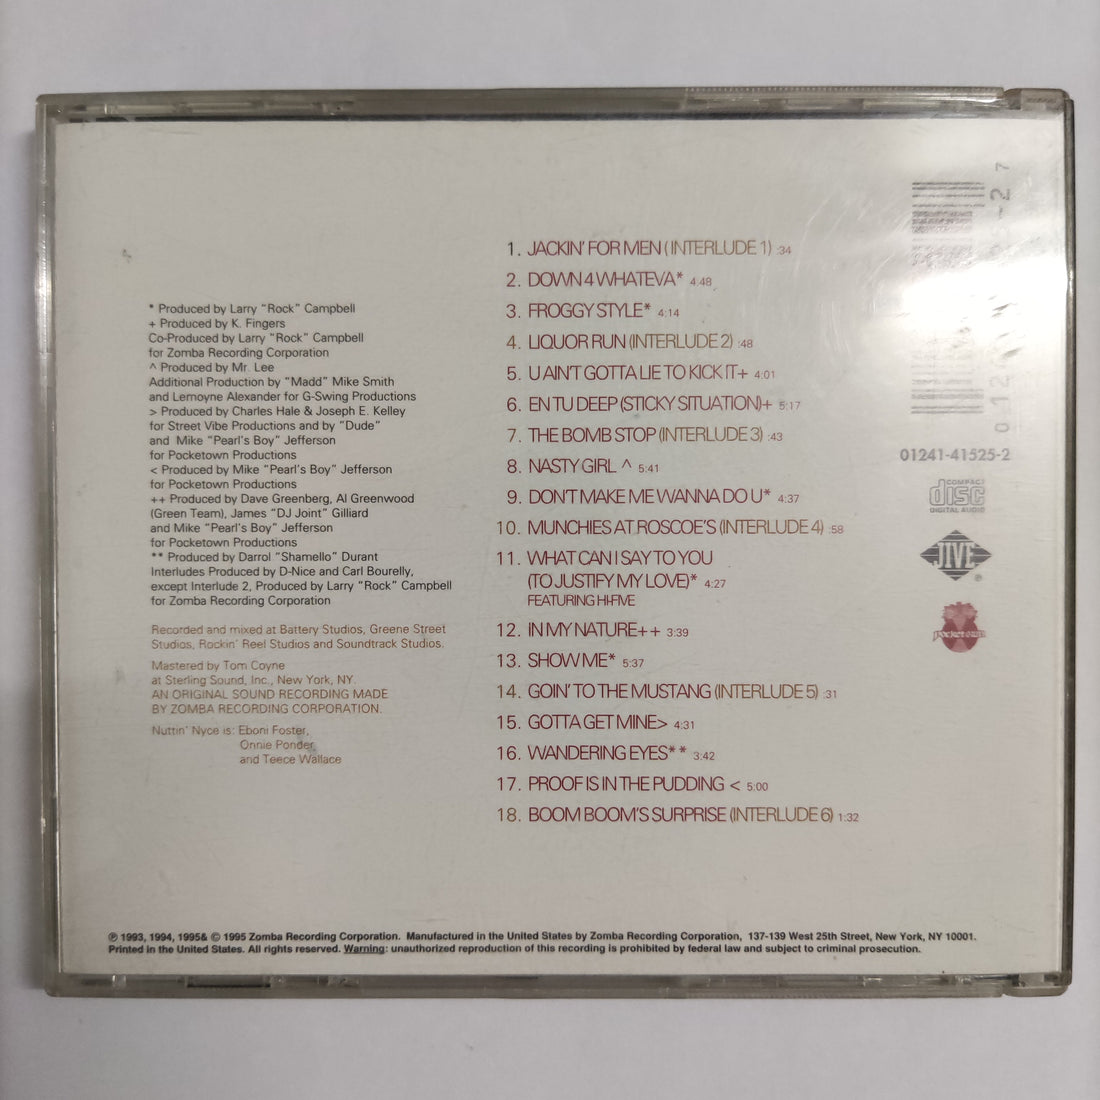 * Produced by Larry “Rock” Campbell
+ Produced by K. Fingers
Co-Produced by Larry “Rock” Campbell
for Zomba Recording Corporation
^ Produced by Mr. Lee
Additional Production by “Madd” Mike Smith
and Lemoyne Alexander for G-Swing Productions
> Produced by Charles Hale & Joseph E. Kelley
for Street Vibe Productions and by “Dude”
and Mike “Pearl's Boy” Jefferson
for Pocketown Productions
< Produced by Mike “Pearl's Boy” Jefferson
for Pocketown Productions
++ Produced by Dave Greenberg, Al Greenwood
(Green Team), James “DJ Joint” Gilliard
and Mike “Pearl's Boy” Jefferson
for Pocketown Productions
** Produced by Darrol “Shamello” Durant
Interludes Produced by D-Nice and Carl Bourelly,
except Interlude 2, Produced by Larry “Rock” Campbell
for Zomba Recording Corporation
Recorded and mixed at Battery Studios, Greene Street
Studios, Rockin' Reel Studios and Soundtrack Studios.
Mastered by Tom Coyne
at Sterling Sound, Inc., New York, NY.
AN ORIGINAL SOUND RECORDING MADE
BY ZOMBA RECORDING CORPORATION.
Nuttin' Nyce is: Eboni Foster,
Onnie Ponder,
and Teece Wallace
1. JACKIN' FOR MEN (INTERLUDE 1) :34
2. DOWN 4 WHATEVA* 4:48
3. FROGGY STYLE* 4:14
4. LIQUOR RUN (INTERLUDE 2) :48
5. U AIN'T GOTTA LIE TO KICK IT+ 4:01
6. EN TU DEEP (STICKY SITUATION)+ 5:17
7. THE BOMB STOP (INTERLUDE 3) :43
8. NASTY GIRL ^ 5:41
9. DON'T MAKE ME WANNA DO U* 4:37
10. MUNCHIES AT ROSCOE'S (INTERLUDE 4) :58
11. WHAT CAN I SAY TO YOU
(TO JUSTIFY MY LOVE)* 4:27
FEATURING HI-FIVE
12. IN MY NATURE++ 3:39
13. SHOW ME* 5:37
14. GOIN' TO THE MUSTANG (INTERLUDE 5) :31
15. GOTTA GET MINE> 4:31
16. WANDERING EYES** 3:42
17. PROOF IS IN THE PUDDING < 5:00
18. BOOM BOOM'S SURPRISE (INTERLUDE 6) 1:32
01241-41525-2
COMPACT
disc
DIGITAL AUDIO
JIVE
®
℗ 1993, 1994, 1995& © 1995 Zomba Recording Corporation. Manufactured in the United States by Zomba Recording Corporation, 137-139 West 25th Street, New York, NY 10001.
Printed in the United States. All rights reserved. Warning: unauthorized reproduction of this recording is prohibited by federal law and subject to criminal prosecution.